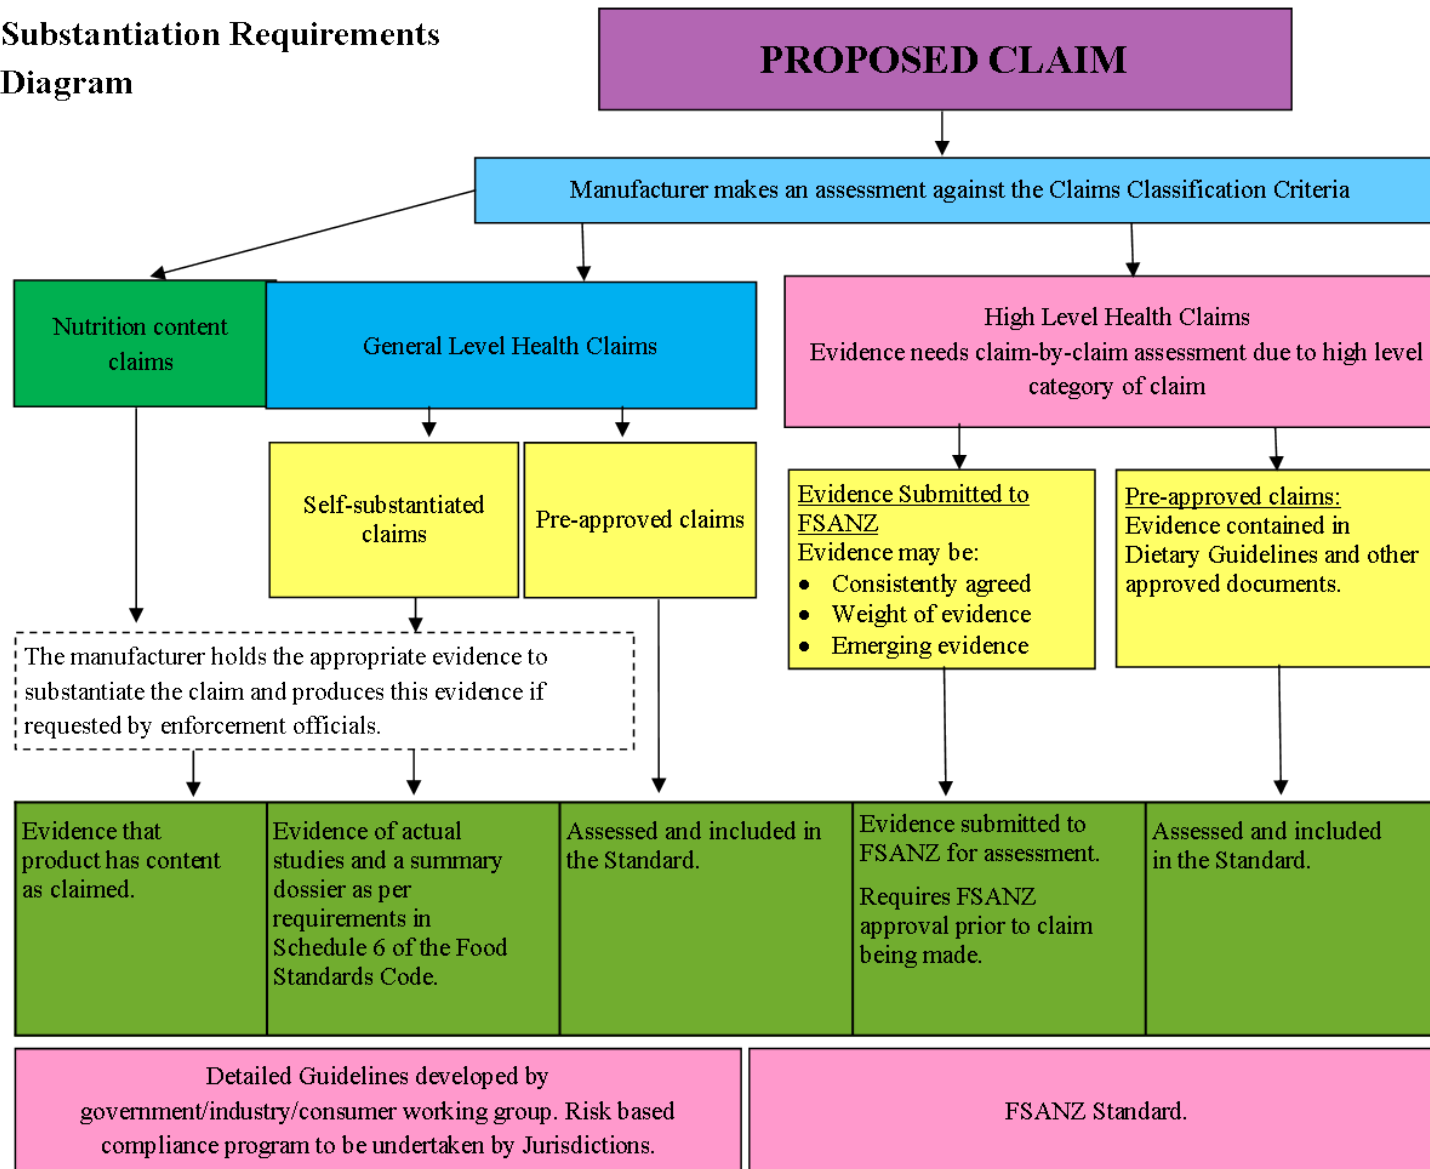 Substantiation Requirements
Diagram
PROPOSED CLAIM
Manufacturer makes an assessment against the Claims Classification Criteria
Nutrition content
claims
General Level Health Claims
High Level Health Claims
Evidence needs claim-by-claim assessment due to high level
category of claim
Self-substantiated
claims
Pre-approved claims
Evidence Submitted to
FSANZ
Evidence may be:
• Consistently agreed
• Weight of evidence
• Emerging evidence
Pre-approved claims:
Evidence contained in
Dietary Guidelines and other
approved documents.
The manufacturer holds the appropriate evidence to
substantiate the claim and produces this evidence if
requested by enforcement officials.
Evidence that
product has content
as claimed.
Evidence of actual
studies and a summary
dossier as per
requirements in
Schedule 6 of the Food
Standards Code.
Assessed and included in
the Standard.
Evidence submitted to
FSANZ for assessment.
Requires FSANZ
approval prior to claim
being made.
Assessed and included
in the Standard.
Detailed Guidelines developed by
government/industry/consumer working group. Risk based
compliance program to be undertaken by Jurisdictions.
FSANZ Standard.